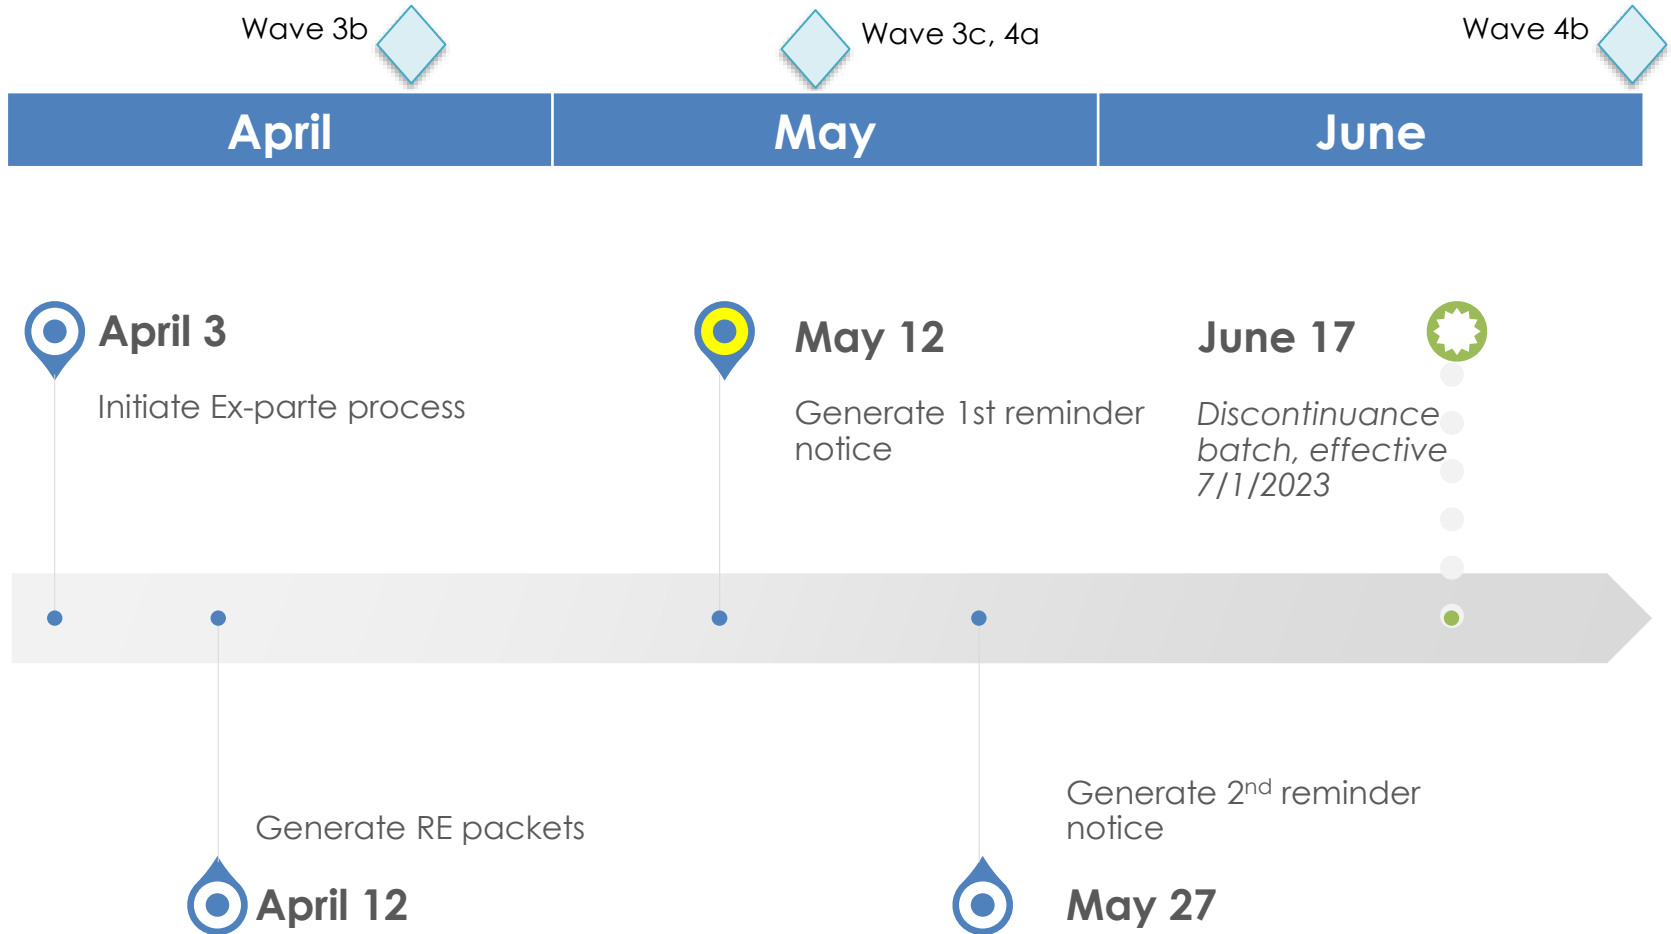 Wave 3b
Wave 3c, 4a
Wave 4b
April
May
June
April 3
Initiate Ex-parte process
May 12
Generate 1st reminder
notice
June 17
Discontinuance
batch, effective
7/1/2023
Generate RE packets
April 12
Generate 2nd reminder
notice
May 27